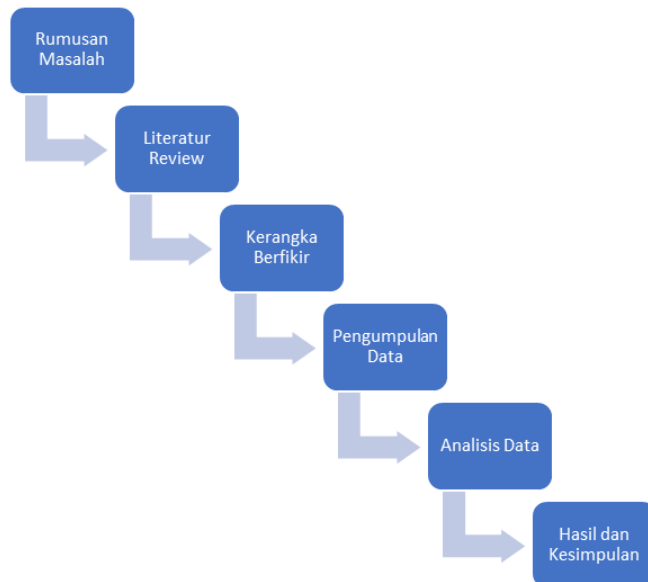 Rumusan
Masalah
Literatur
Review
Kerangka
Berfikir
Pengumpulan
Data
Analisis Data
Hasil dan
Kesimpulan